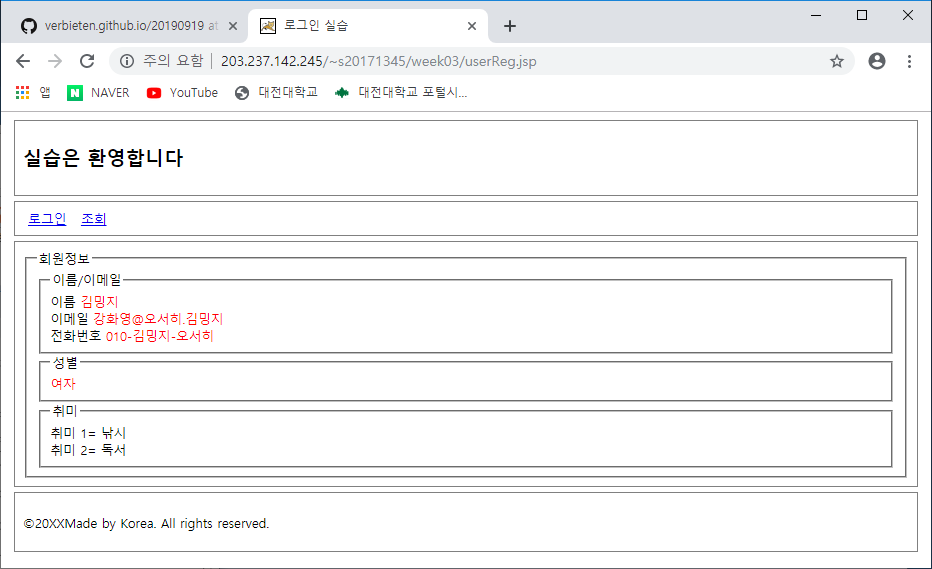 verbieten.github.io/20190919 at
로그인 실습
주의 요함 203.237.142.245/~s20171345/week03/userReg.jsp
앱 NAVER YouTube 대전대학교 대전대학교 포털시...
실습은 환영합니다
로그인 조회
회원정보
이름/이메일
이름 김밍지
이메일 강화영@오서히.김밍지
전화번호 010-김밍지-오서히
성별
여자
취미
취미 1= 낚시
취미 2= 독서
©20XXMade by Korea. All rights reserved.